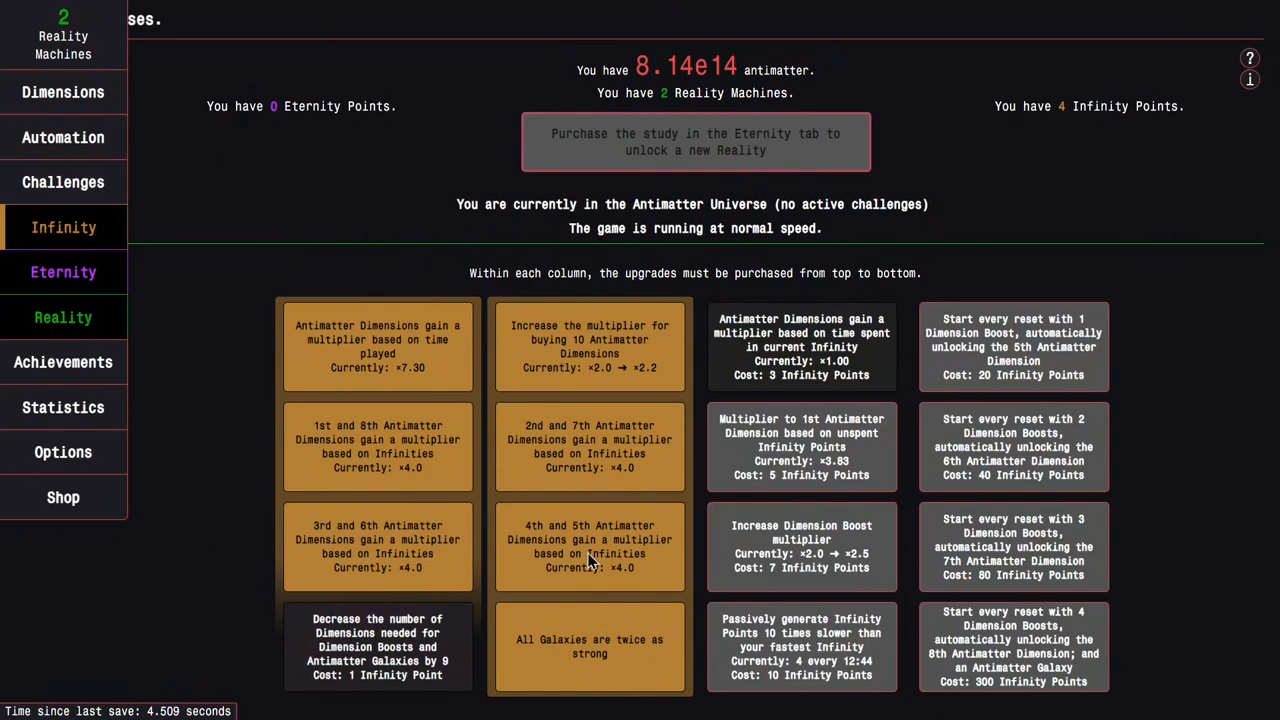 2
Reality
Machines
Dimensions
Automation
Challenges
Infinity
Eternity
Reality
Achievements
Statistics
Options
Shop
ses.
You have 8.14e14 antimatter.
You have 2 Reality Machines.
You have 0 Eternity Points.
You have 4 Infinity Points.
?
i
Purchase the study in the Eternity tab to
unlock a new Reality
You are currently in the Antimatter Universe (no active challenges)
The game is running at normal speed.
Within each column, the upgrades must be purchased from top to bottom.
Antimatter Dimensions gain a
multiplier based on time
played
Currently: ×7.30
Increase the multiplier for
buying 10 Antimatter
Dimensions
Currently: ×2.0 → ×2.2
Antimatter Dimensions gain a
multiplier based on time spent
in current Infinity
Currently: ×1.00
Cost: 3 Infinity Points
Start every reset with 1
Dimension Boost, automatically
unlocking the 5th Antimatter
Dimension
Cost: 20 Infinity Points
1st and 8th Antimatter
Dimensions gain a multiplier
based on Infinities
Currently: ×4.0
2nd and 7th Antimatter
Dimensions gain a multiplier
based on Infinities
Currently: ×4.0
Multiplier to 1st Antimatter
Dimension based on unspent
Infinity Points
Currently: ×3.83
Cost: 5 Infinity Points
Start every reset with 2
Dimension Boosts,
automatically unlocking the
6th Antimatter Dimension
Cost: 40 Infinity Points
3rd and 6th Antimatter
Dimensions gain a multiplier
based on Infinities
Currently: ×4.0
4th and 5th Antimatter
Dimensions gain a multiplier
based on Infinities
Currently: ×4.0
Increase Dimension Boost
multiplier
Currently: ×2.0 → ×2.5
Cost: 7 Infinity Points
Start every reset with 3
Dimension Boosts,
automatically unlocking the
7th Antimatter Dimension
Cost: 80 Infinity Points
Decrease the number of
Dimensions needed for
Dimension Boosts and
Antimatter Galaxies by 9
Cost: 1 Infinity Point
All Galaxies are twice as
strong
Passively generate Infinity
Points 10 times slower than
your fastest Infinity
Currently: 4 every 12:44
Cost: 10 Infinity Points
Start every reset with 4
Dimension Boosts,
automatically unlocking the
8th Antimatter Dimension; and
an Antimatter Galaxy
Cost: 300 Infinity Points
Time since last save: 4.509 seconds